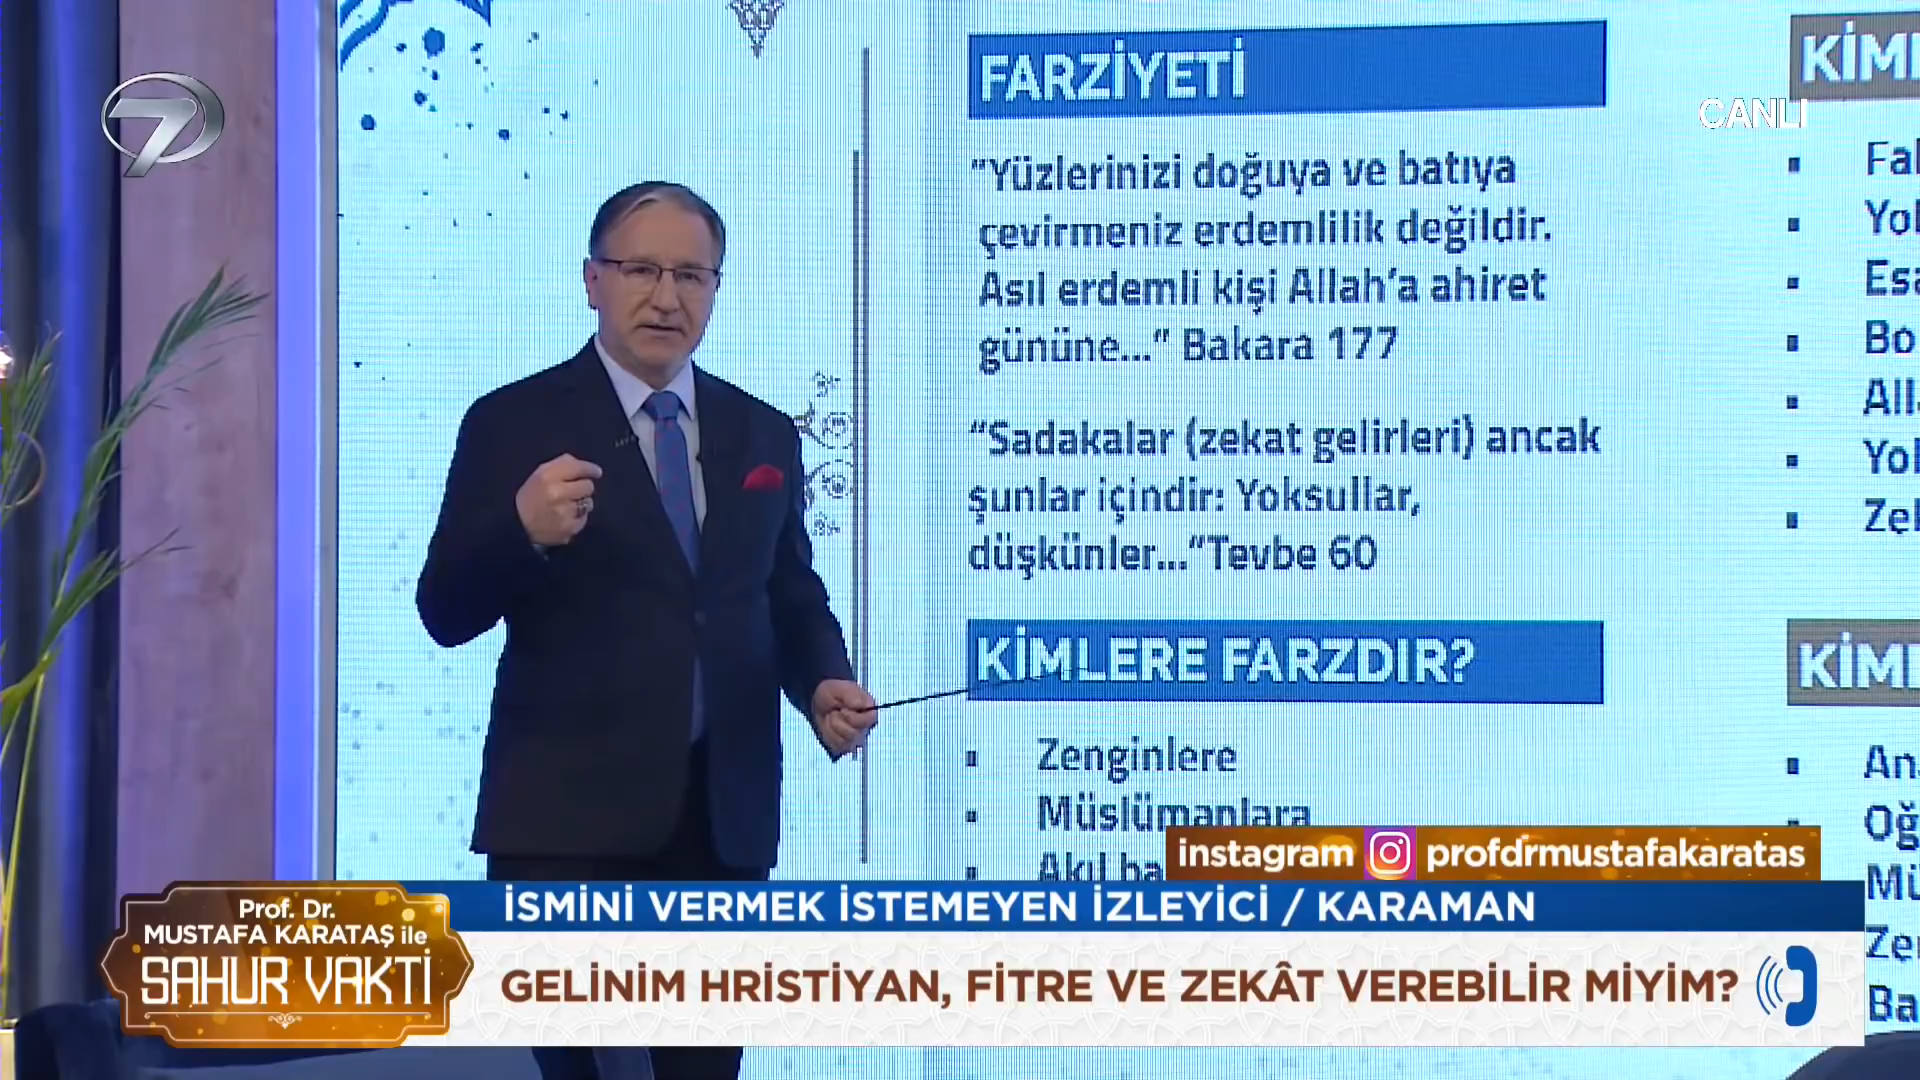 7
CANLI
FARZİYETİ
"Yüzlerinizi doğuya ve batıya
çevirmeniz erdemlilik değildir.
Asıl erdemli kişi Allah'a ahiret
gününe..." Bakara 177
"Sadakalar (zekat gelirleri) ancak
şunlar içindir: Yoksullar,
düşkünler..."Tevbe 60
KİMLERE FARZDIR?
Zenginlere
Müslümanlara
Akıl
instagram profdrmustafakaratas
İSMİNİ VERMEK İSTEMEYEN İZLEYİCİ / KARAMAN
GELİNİM HRİSTİYAN, FİTRE VE ZEKÂT VEREBİLİR MİYİM?
Prof. Dr.
MUSTAFA KARATAŞ ile
SAHUR VAKTİ